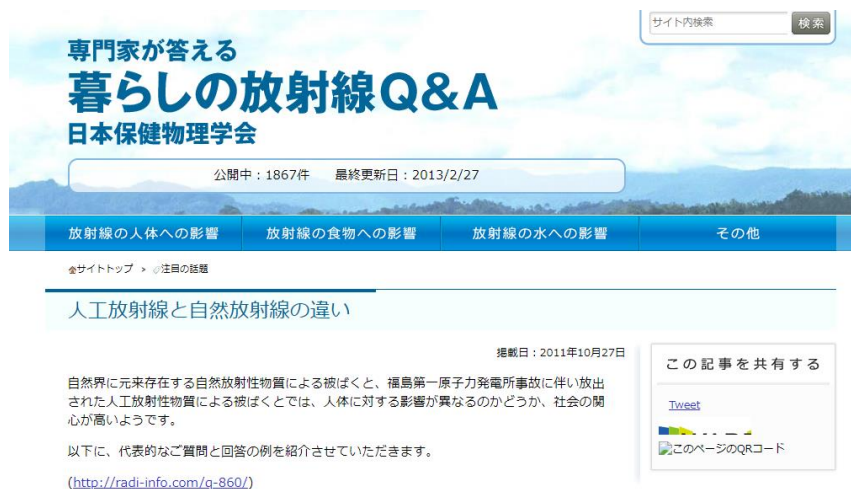 サイト内検索
検索
専門家が答える
暮らしの放射線Q&A
日本保健物理学会
公開中：1867件　最終更新日：2013/2/27
放射線の人体への影響　放射線の食物への影響　放射線の水への影響　その他
サイトトップ > 注目の話題
人工放射線と自然放射線の違い
掲載日：2011年10月27日
この記事を共有する
自然界に元来存在する自然放射性物質による被ばくと、福島第一原子力発電所事故に伴い放出
された人工放射性物質による被ばくとでは、人体に対する影響が異なるのかどうか、社会の関
心が高いようです。
Tweet
このページのQRコード
以下に、代表的なご質問と回答の例を紹介させていただきます。
(http://radi-info.com/q-860/)